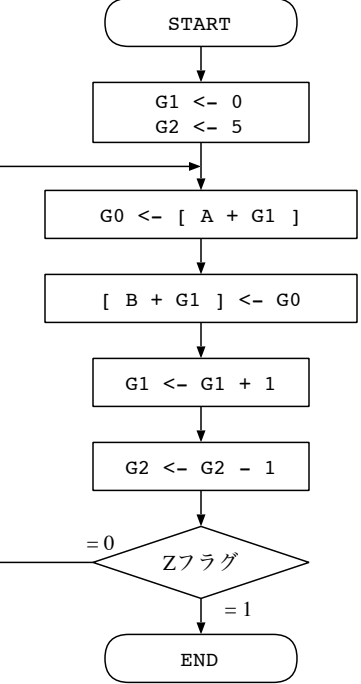 START
G1 <- 0
G2 <- 5
G0 <- [ A + G1 ]
[ B + G1 ] <- G0
G1 <- G1 + 1
G2 <- G2 - 1
= 0
Zフラグ
= 1
END